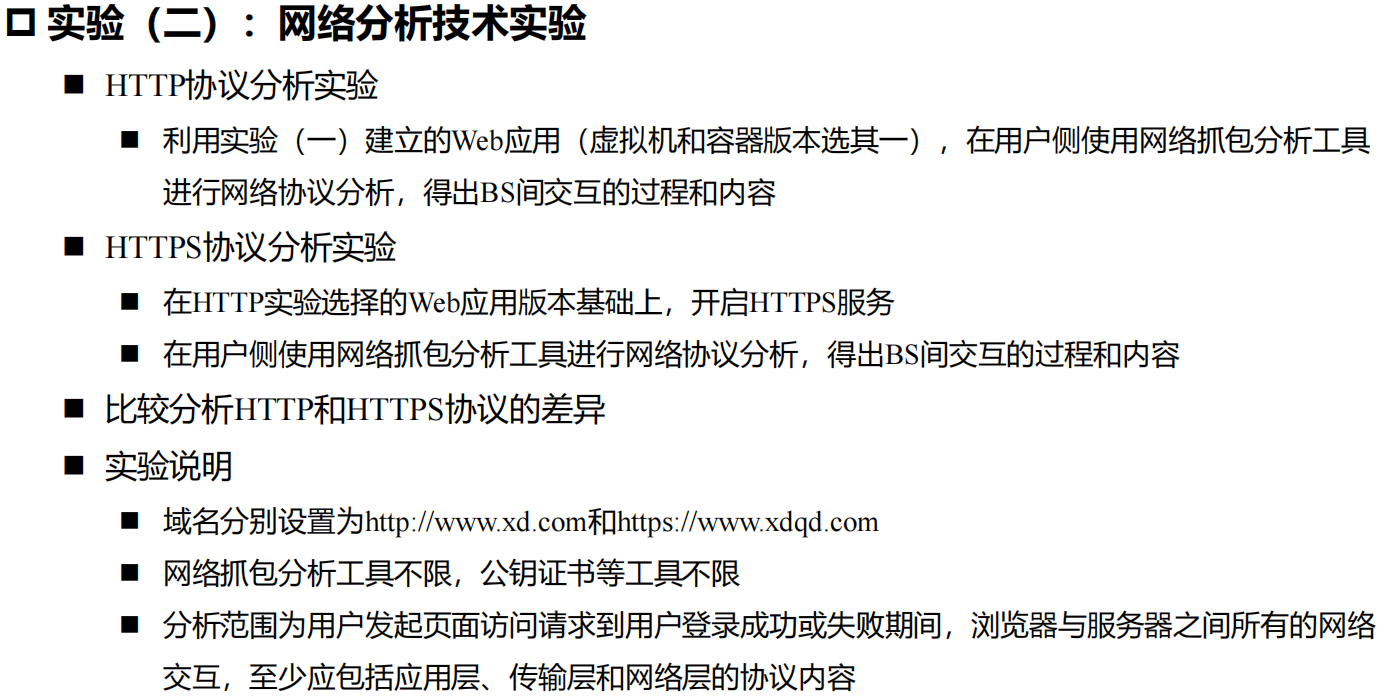 实验（二）：网络分析技术实验
HTTP协议分析实验
利用实验（一）建立的Web应用（虚拟机和容器版本选其一），在用户侧使用网络抓包分析工具
进行网络协议分析，得出BS间交互的过程和内容
HTTPS协议分析实验
在HTTP实验选择的Web应用版本基础上，开启HTTPS服务
在用户侧使用网络抓包分析工具进行网络协议分析，得出BS间交互的过程和内容
比较分析HTTP和HTTPS协议的差异
实验说明
域名分别设置为http://www.xd.com和https://www.xdqd.com
网络抓包分析工具不限，公钥证书等工具不限
分析范围为用户发起页面访问请求到用户登录成功或失败期间，浏览器与服务器之间所有的网络
交互，至少应包括应用层、传输层和网络层的协议内容